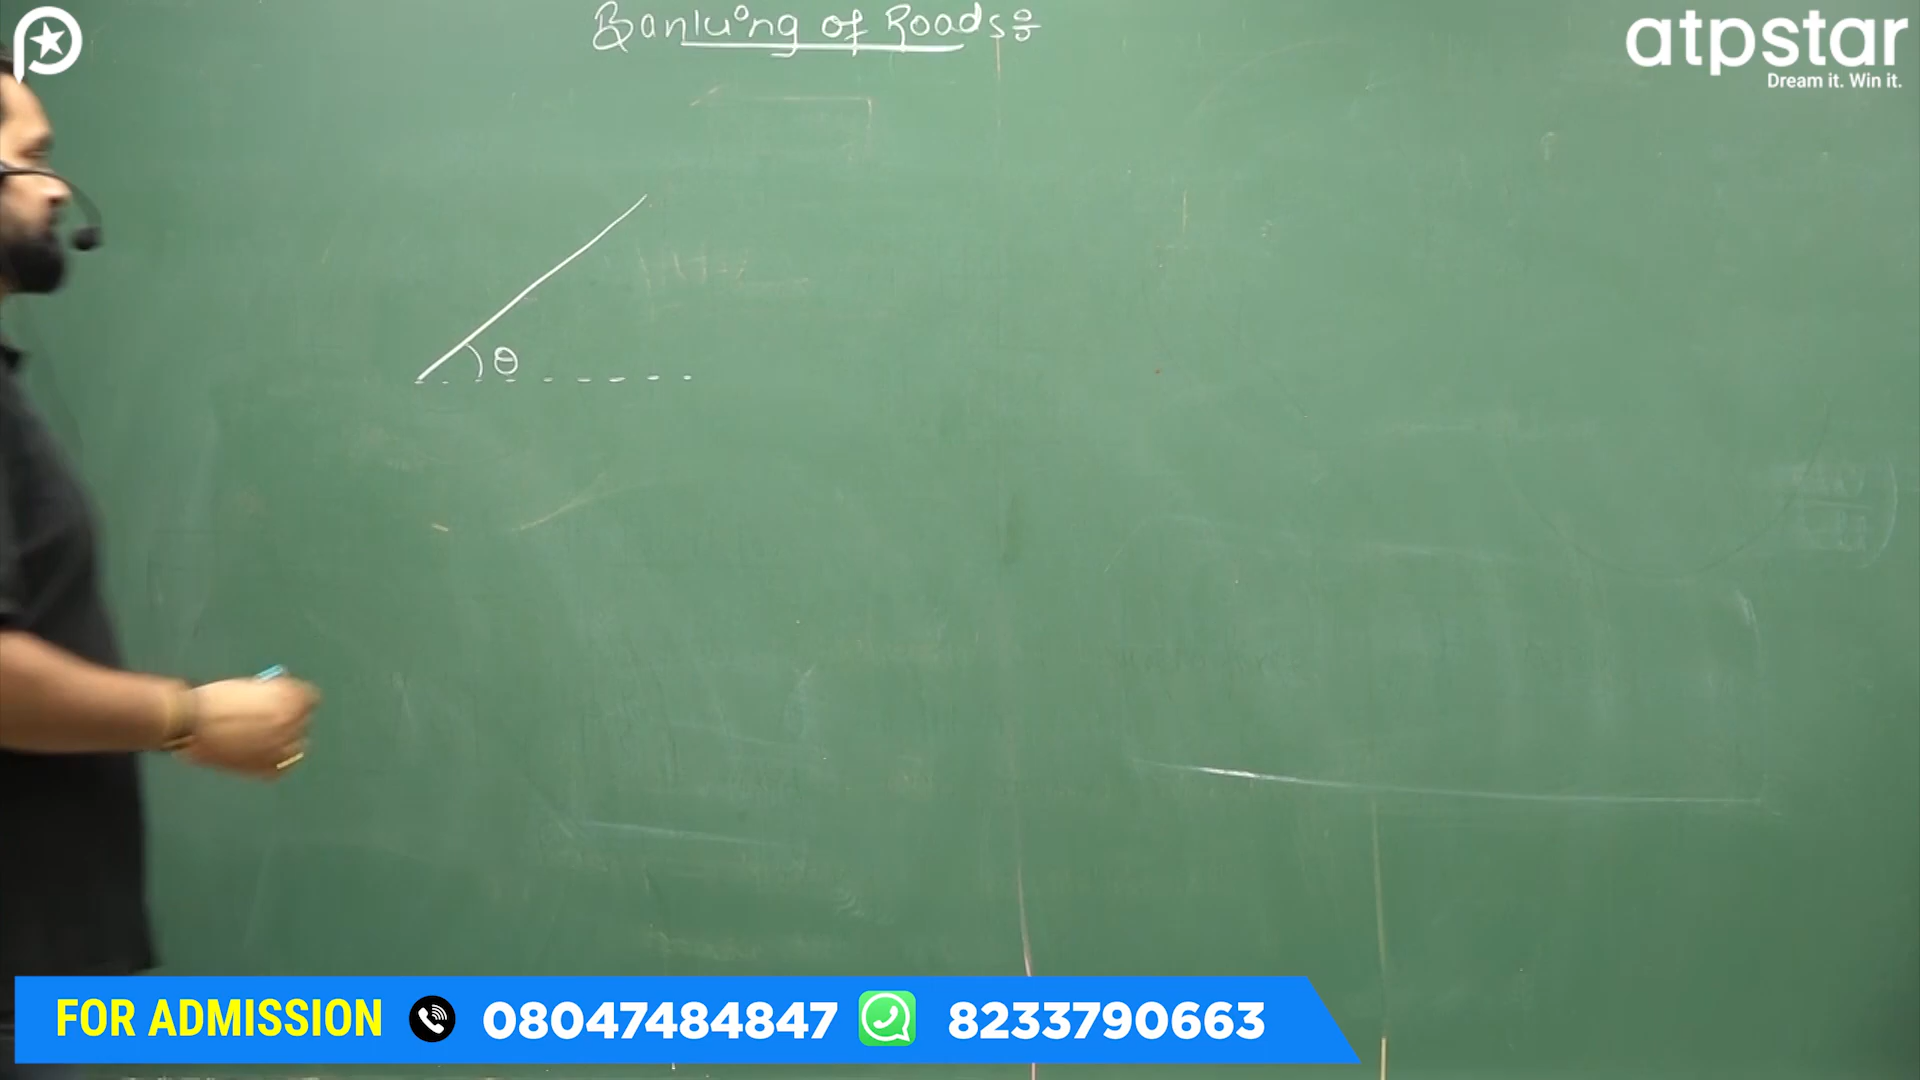 Banking of Roads :-
atpstar
Dream it. Win it.
θ
FOR ADMISSION 08047484847 8233790663